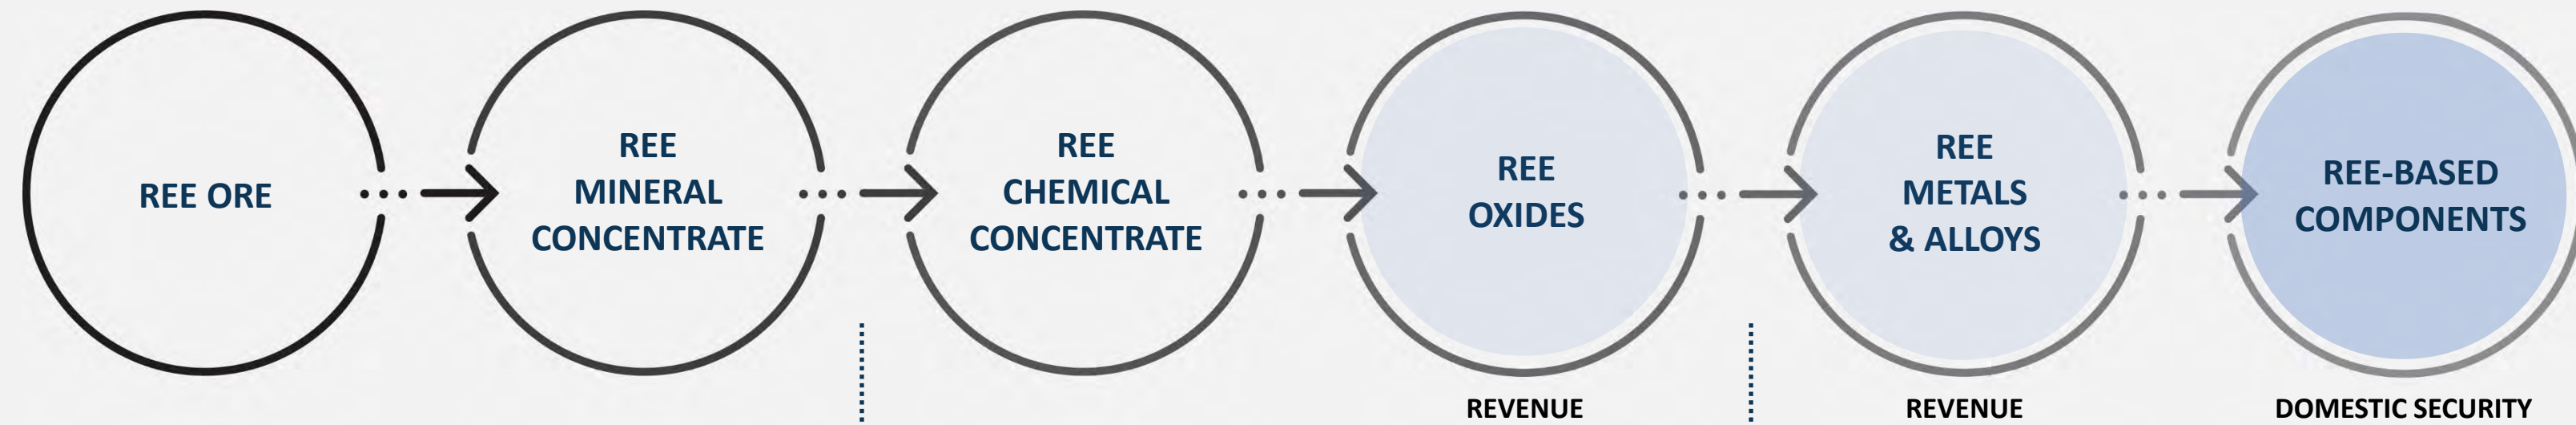 REE ORE
REE
MINERAL
CONCENTRATE
REE
CHEMICAL
CONCENTRATE
REE
OXIDES
REE
METALS
& ALLOYS
REE-BASED
COMPONENTS
REVENUE
REVENUE
DOMESTIC SECURITY